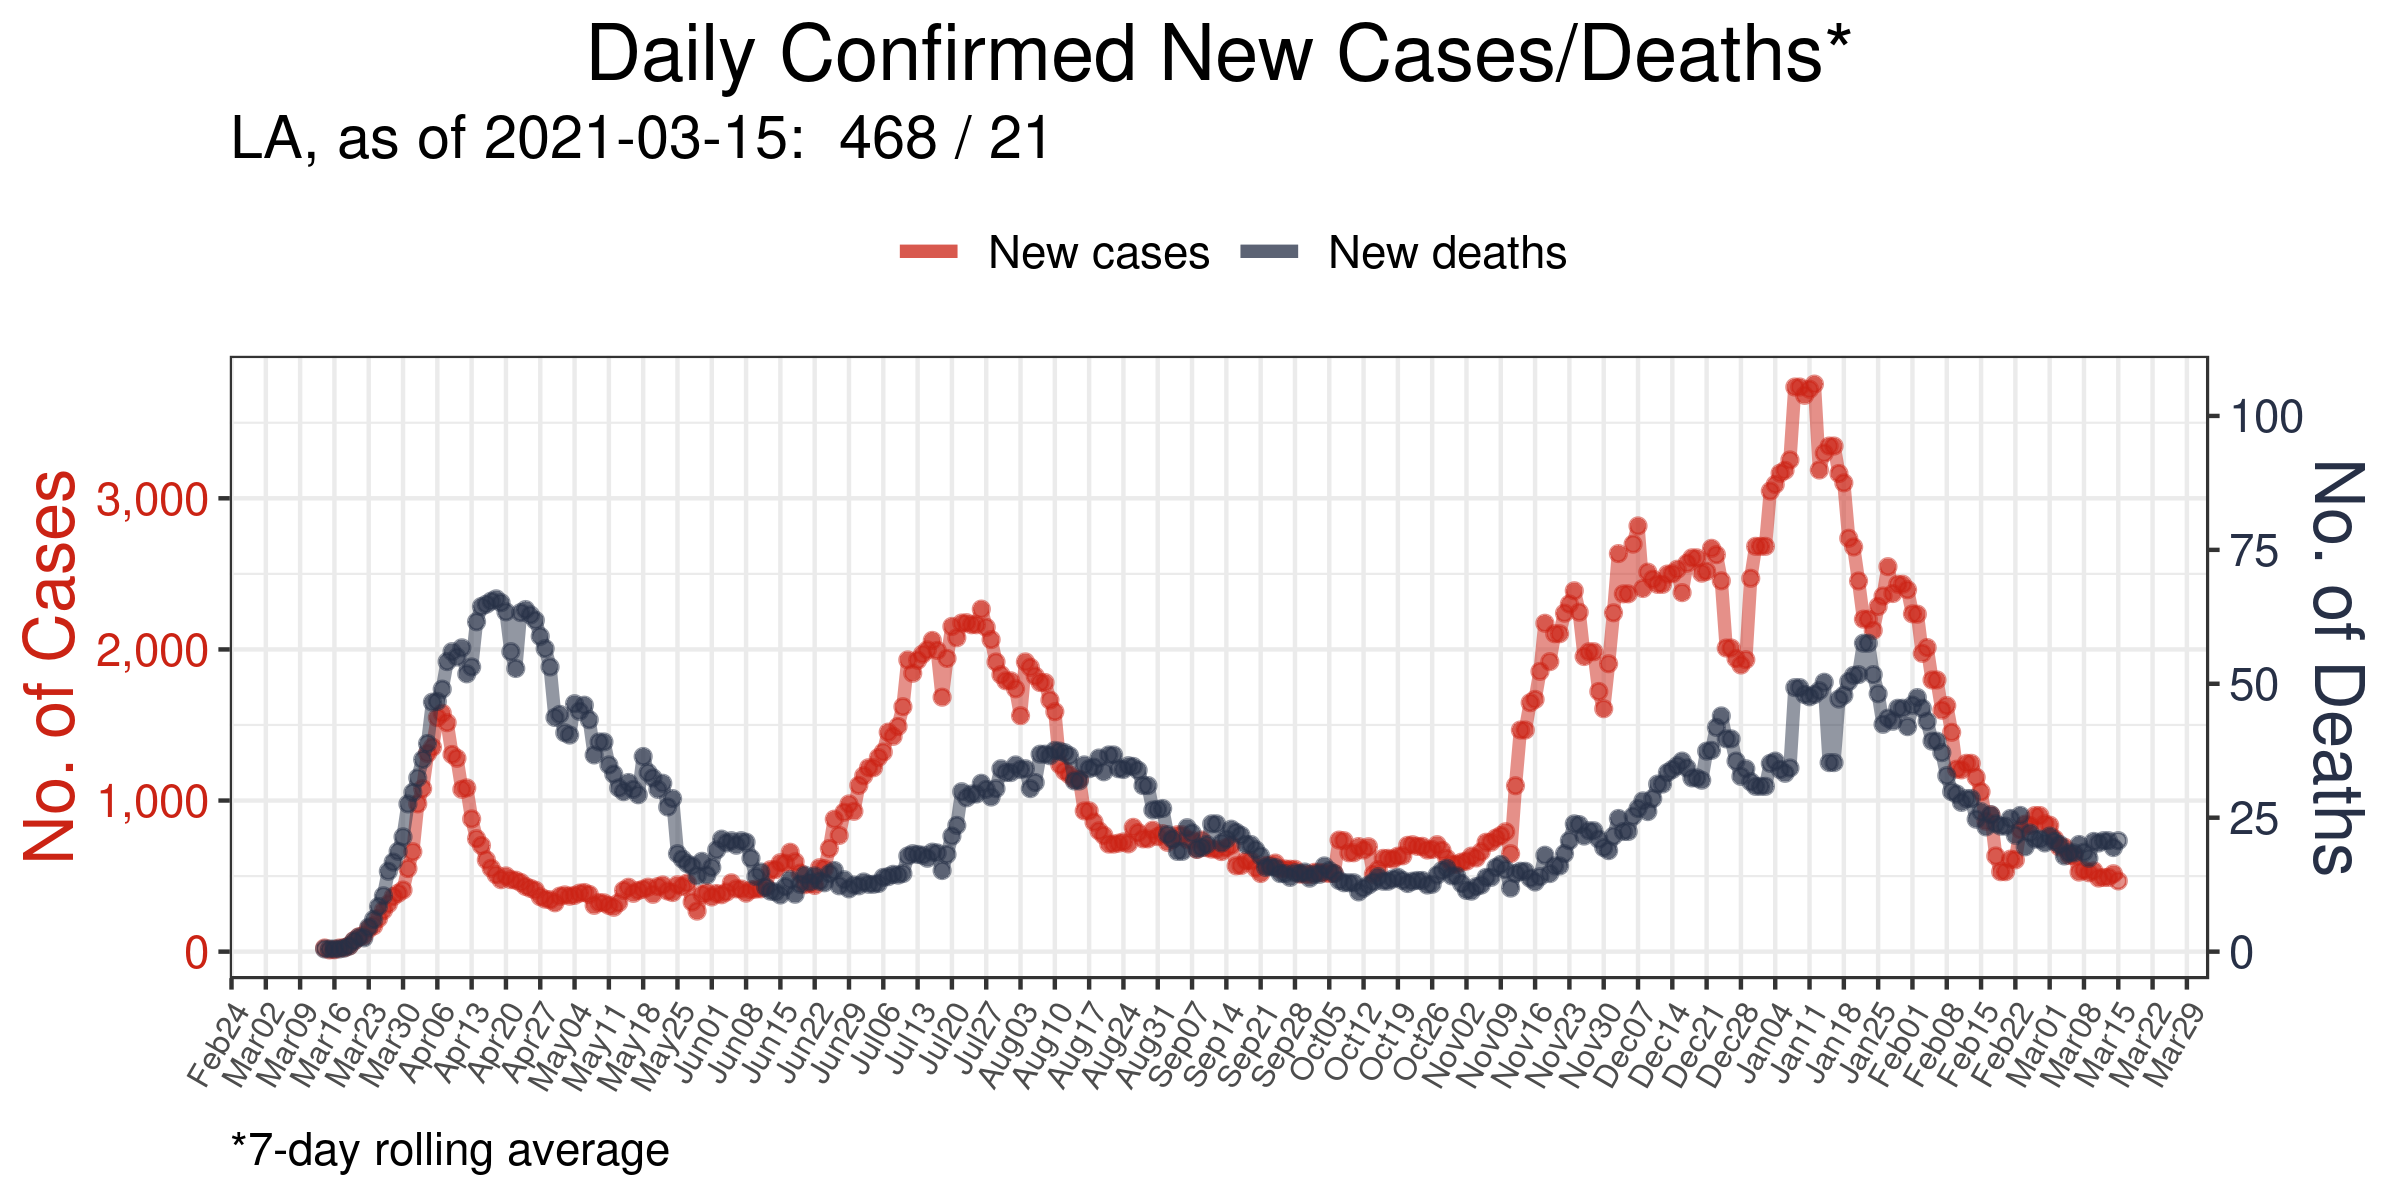 Daily Confirmed New Cases/Deaths*
LA, as of 2021-03-15:  468 / 21
New cases
New deaths
No. of Cases
3,000
2,000
1,000
0
100
75
50
25
0
No. of Deaths
Feb24
Mar02
Mar09
Mar16
Mar23
Mar30
Apr06
Apr13
Apr20
Apr27
May04
May11
May18
May25
Jun01
Jun08
Jun15
Jun22
Jun29
Jul06
Jul13
Jul20
Jul27
Aug03
Aug10
Aug17
Aug24
Aug31
Sep07
Sep14
Sep21
Sep28
Oct05
Oct12
Oct19
Oct26
Nov02
Nov09
Nov16
Nov23
Nov30
Dec07
Dec14
Dec21
Dec28
Jan04
Jan11
Jan18
Jan25
Feb01
Feb08
Feb15
Feb22
Mar01
Mar08
Mar15
Mar22
Mar29
*7-day rolling average